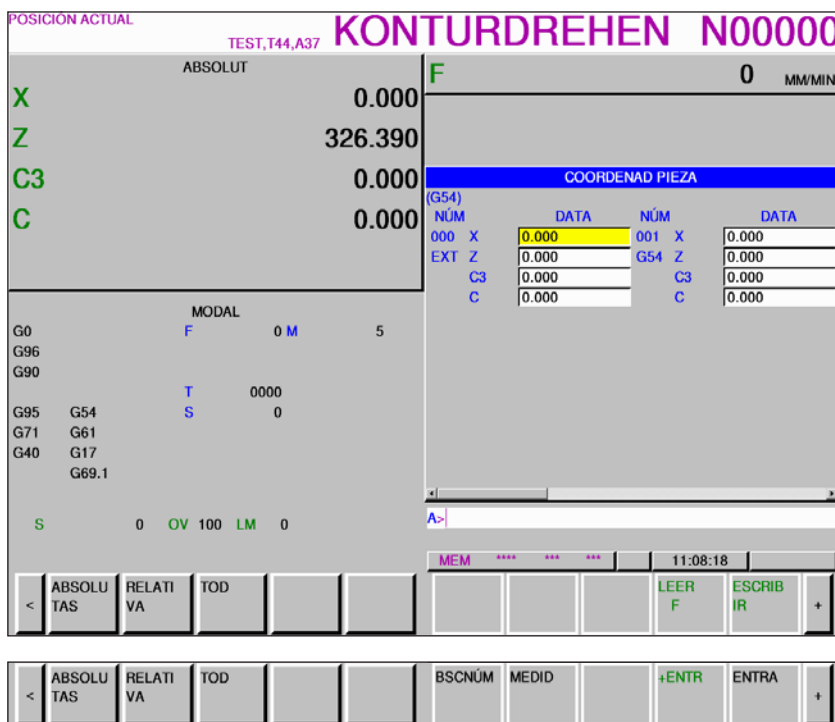 POSICIÓN ACTUAL
TEST,T44,A37 KONTURDREHEN N00000
ABSOLUT
X 0.000
Z 326.390
C3 0.000
C 0.000
F 0 MM/MIN
COORDENAD PIEZA
(G54)
NÚM DATA NÚM DATA
000 X 0.000 001 X 0.000
EXT Z 0.000 G54 Z 0.000
C3 0.000 C3 0.000
C 0.000 C 0.000
MODAL
G0 F 0 M 5
G96
G90
T 0000
G95 G54 S 0
G71 G61
G40 G17
G69.1
S 0 OV 100 LM 0
A>
MEM **** *** *** 11:08:18
< ABSOLU RELATI TOD LEER ESCRIB
TAS VA F IR +
< ABSOLU RELATI TOD BSCNÚM MEDID +ENTR ENTRA
TAS VA +